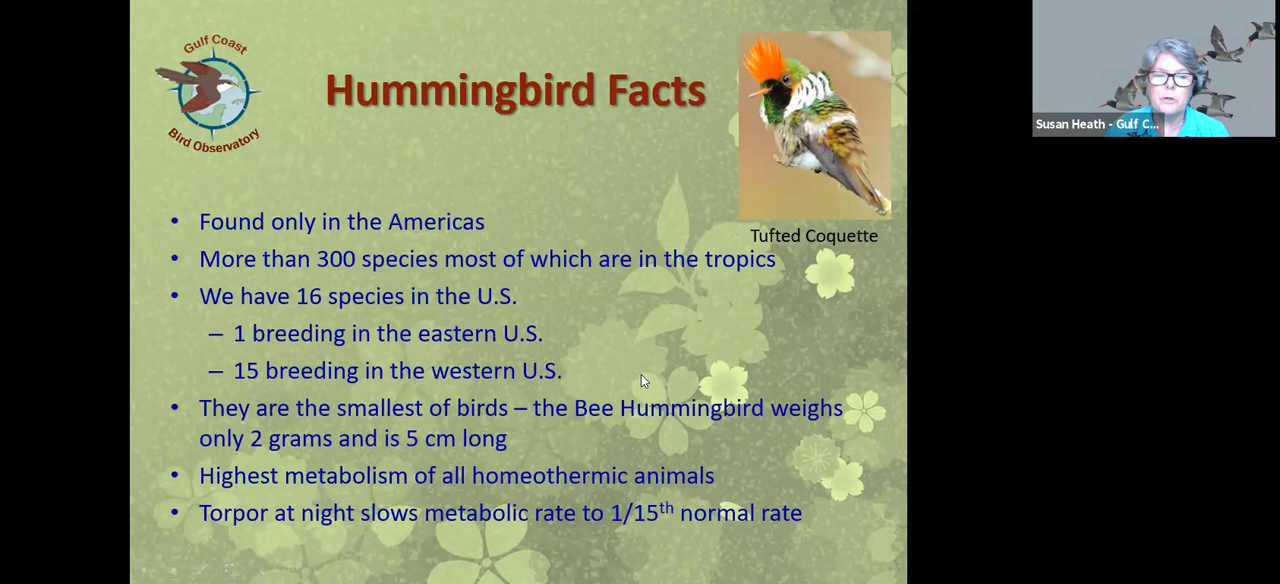 Gulf Coast
Bird Observatory
Hummingbird Facts
Tufted Coquette
• Found only in the Americas
• More than 300 species most of which are in the tropics
• We have 16 species in the U.S.
– 1 breeding in the eastern U.S.
– 15 breeding in the western U.S.
• They are the smallest of birds – the Bee Hummingbird weighs
only 2 grams and is 5 cm long
• Highest metabolism of all homeothermic animals
• Torpor at night slows metabolic rate to 1/15th normal rate
Susan Heath - Gulf C...